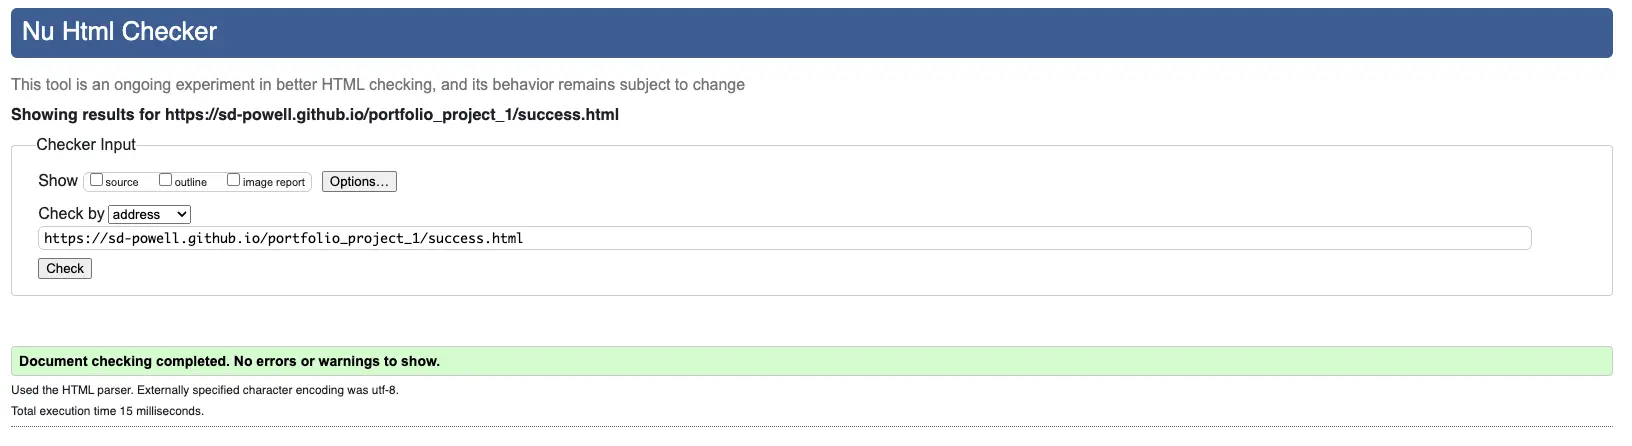 Nu Html Checker
This tool is an ongoing experiment in better HTML checking, and its behavior remains subject to change
Showing results for https://sd-powell.github.io/portfolio_project_1/success.html
Checker Input
Show source outline image report Options...
Check by address
https://sd-powell.github.io/portfolio_project_1/success.html
Check
Document checking completed. No errors or warnings to show.
Used the HTML parser. Externally specified character encoding was utf-8.
Total execution time 15 milliseconds.